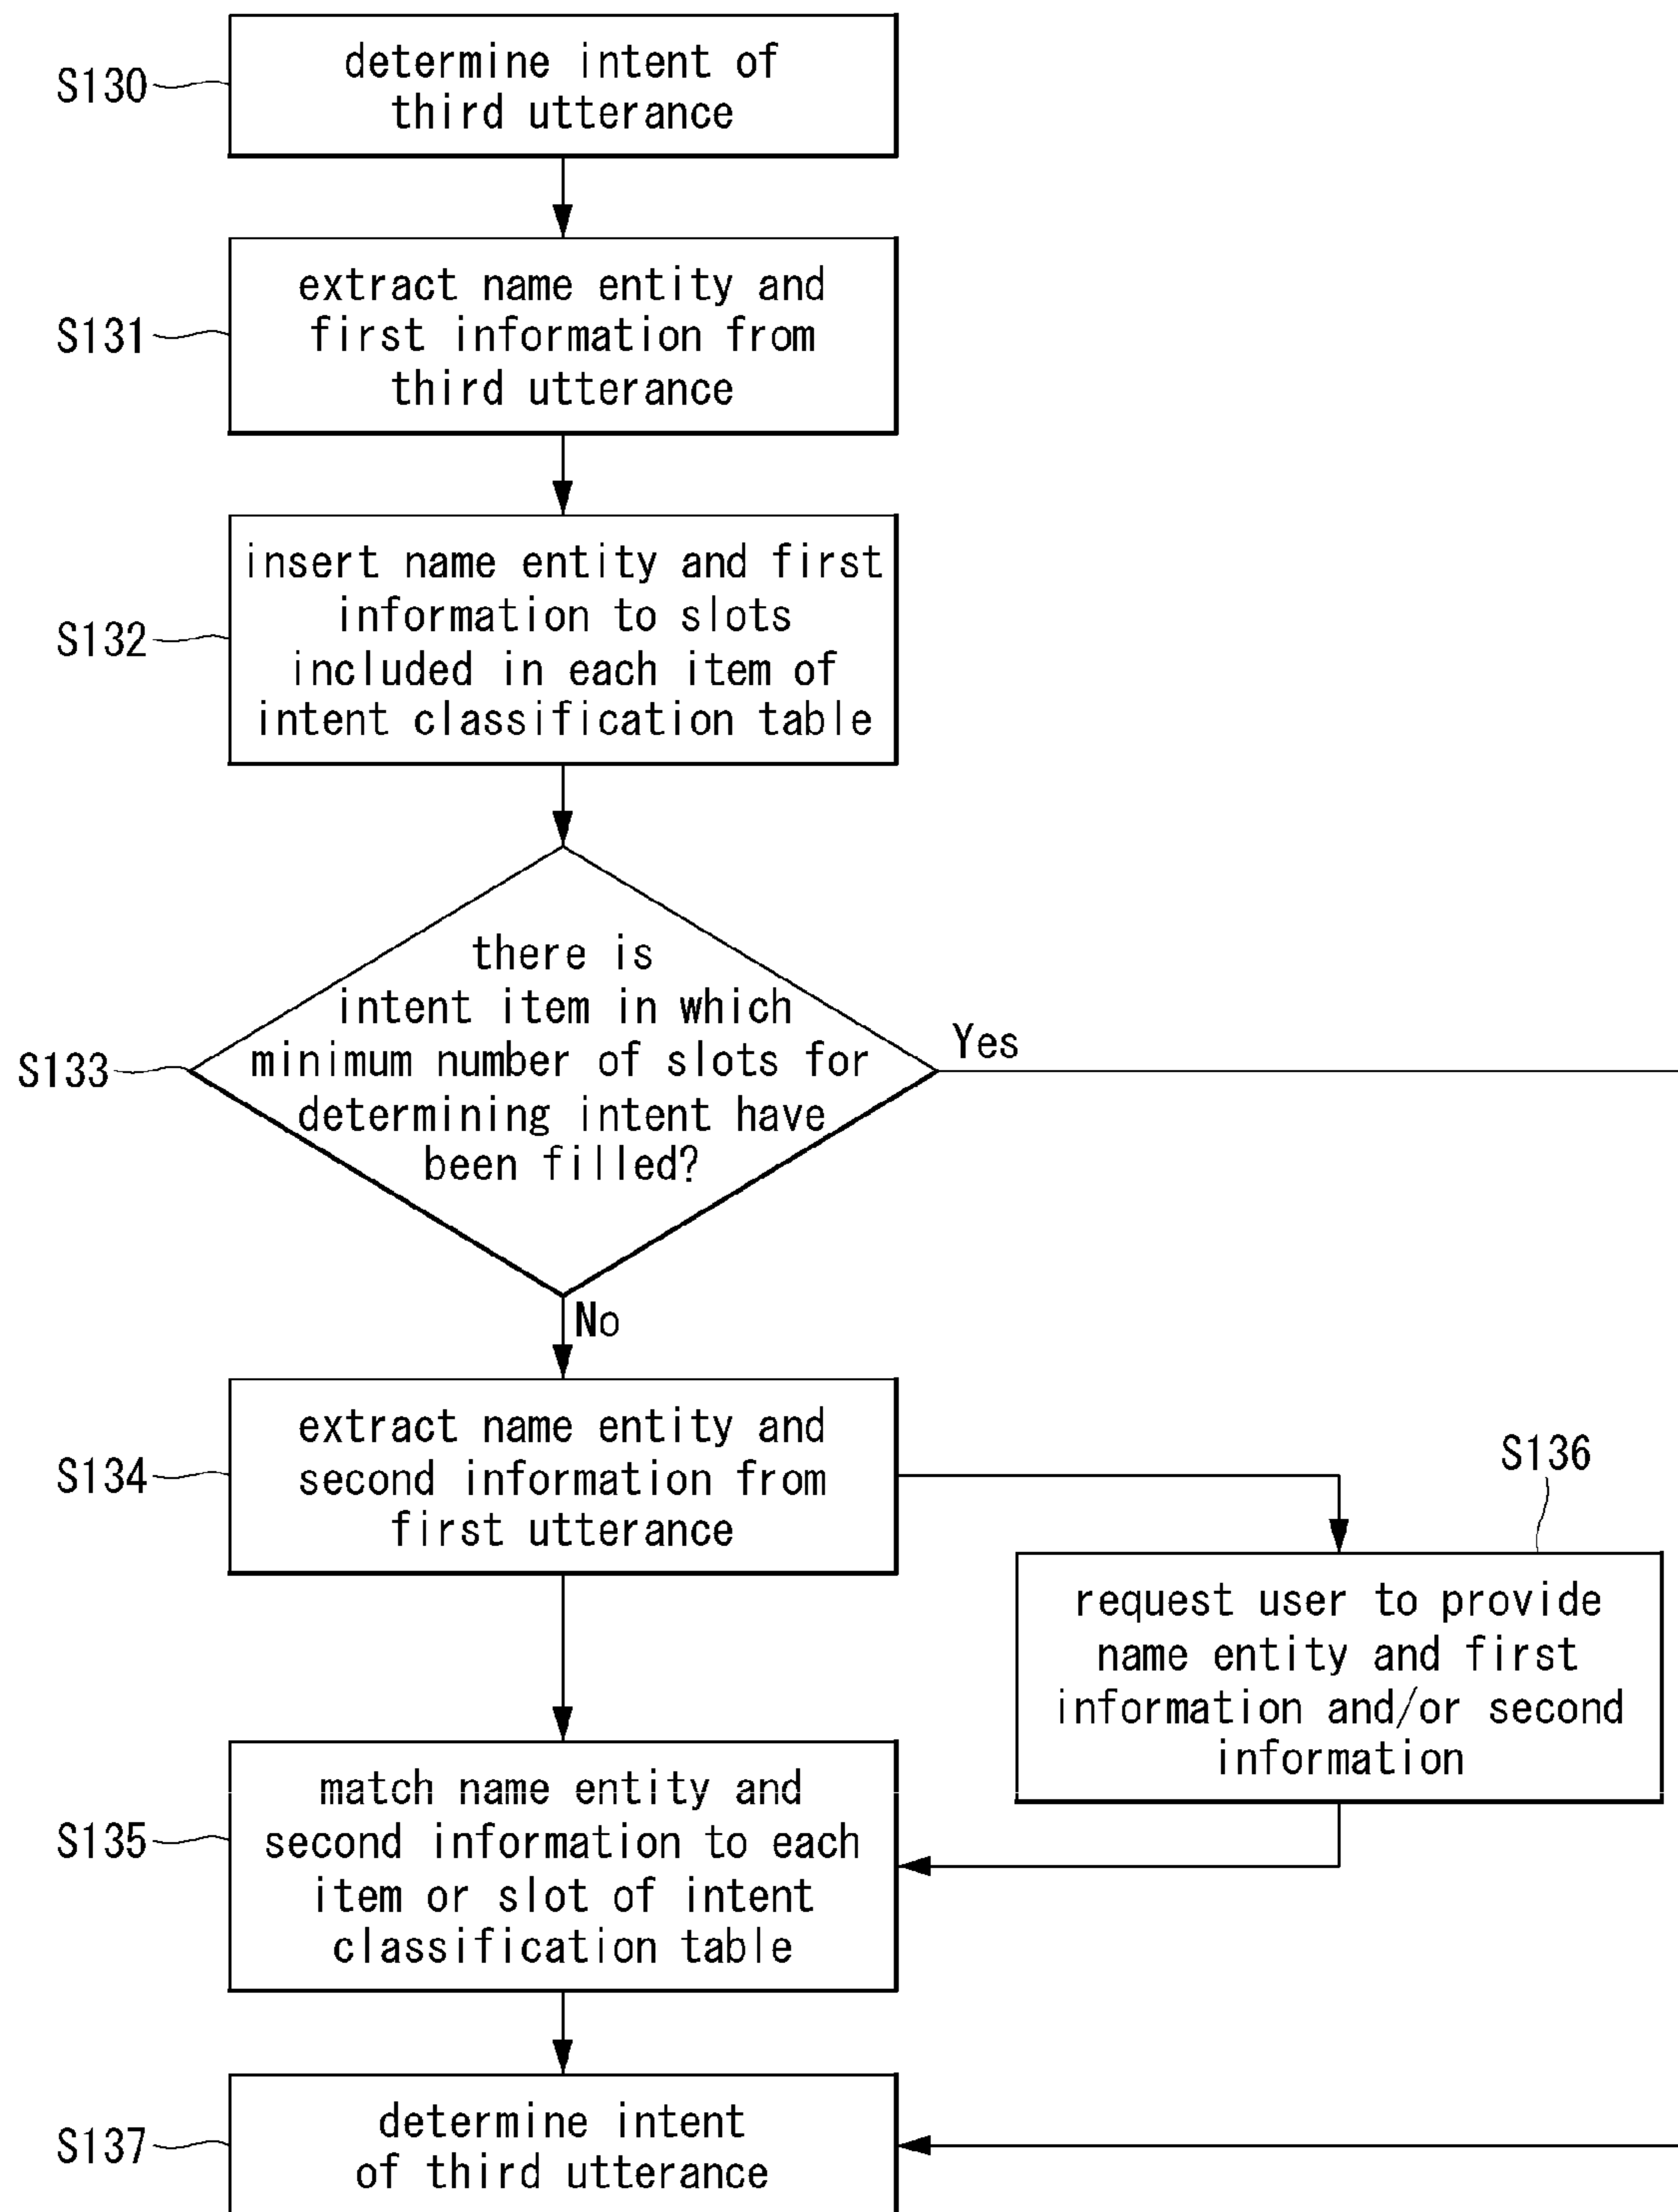 S130
determine intent of
third utterance
S131
extract name entity and
first information from
third utterance
S132
insert name entity and first
information to slots
included in each item of
intent classification table
S133
there is
intent item in which
minimum number of slots for
determining intent have
been filled?
Yes
No
S134
extract name entity and
second information from
first utterance
S136
request user to provide
name entity and first
information and/or second
information
S135
match name entity and
second information to each
item or slot of intent
classification table
S137
determine intent
of third utterance